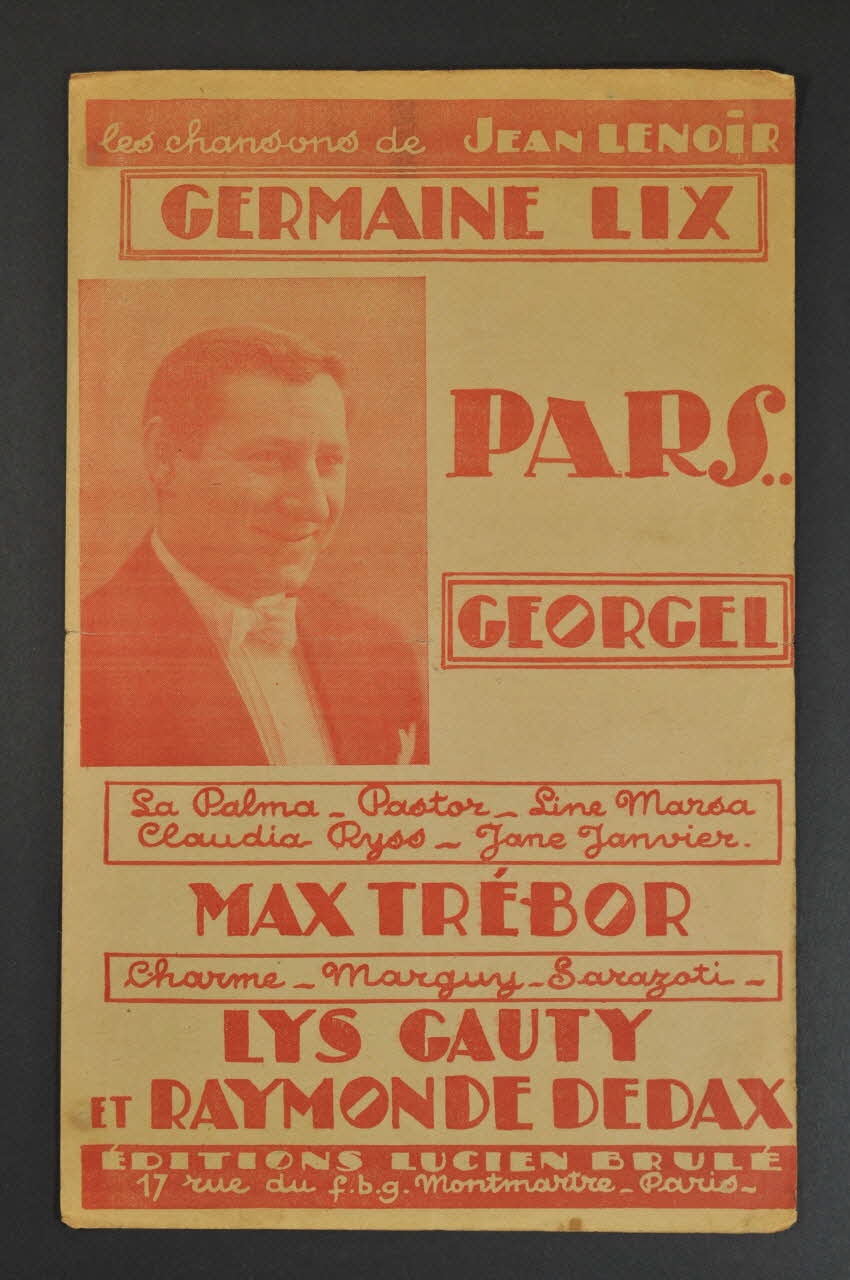 les chansons de JEAN LENOIR
GERMAINE LIX
PARS..
GEORGEL
La Palma - Pastor - Line Marsa
Claudia Ryss - Jane Janvier.
MAX TRÉBOR
Charme - Marguy - Sarazoti -
LYS GAUTY
ET RAYMONDE DEDAX
ÉDITIONS LUCIEN BRULÉ
17 rue du f.b.g. Montmartre - Paris -